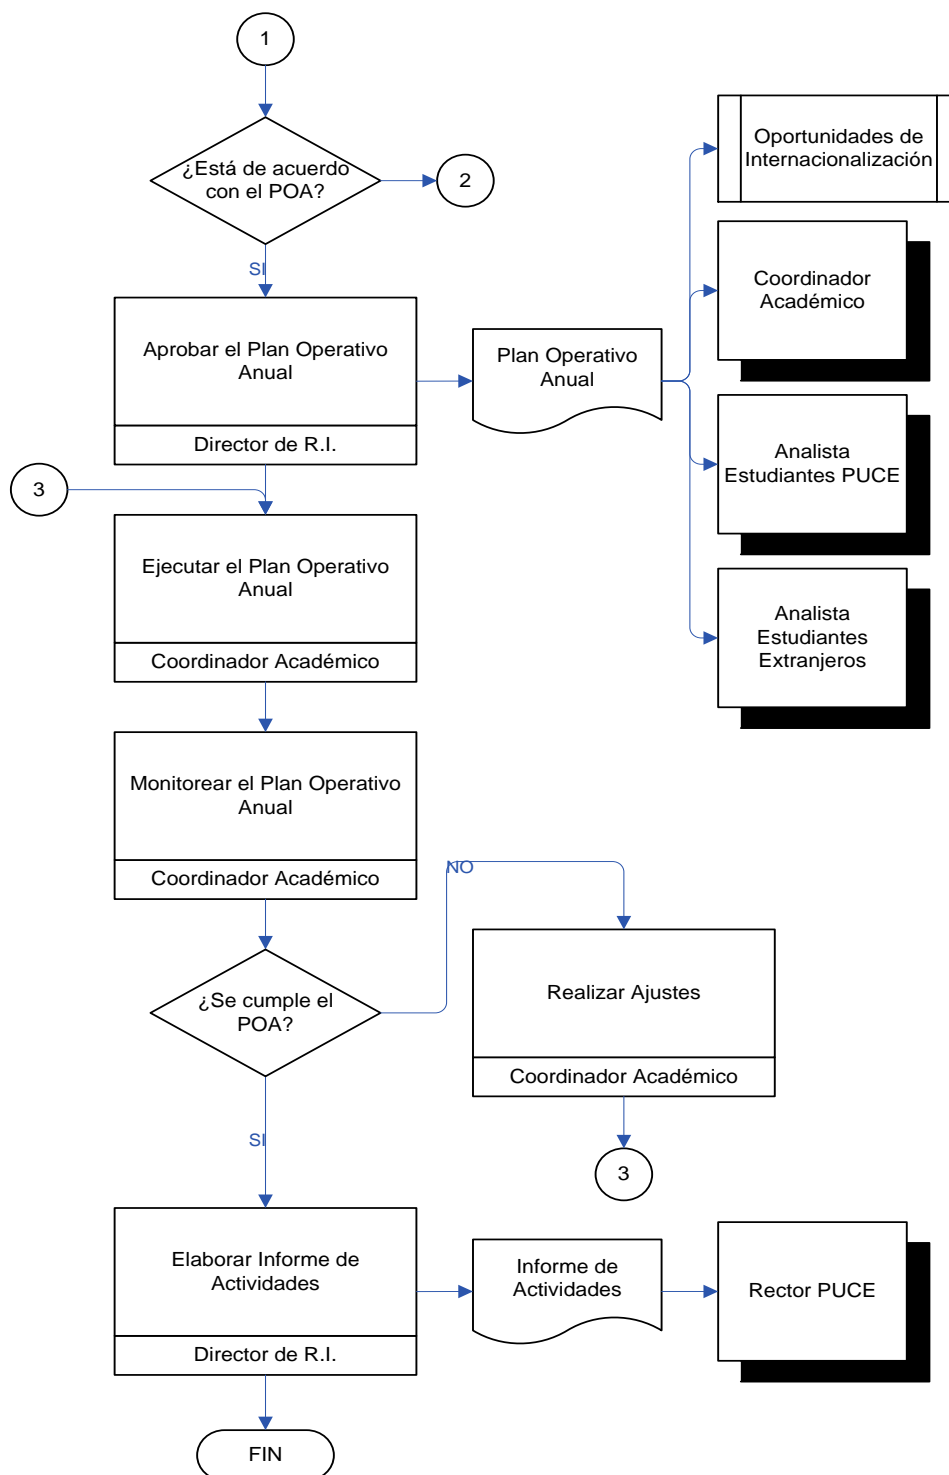 1
¿Está de acuerdo
con el POA?
2
SI
Oportunidades de
Internacionalización
Coordinador
Académico
Aprobar el Plan Operativo
Anual
Director de R.I.
Plan Operativo
Anual
Analista
Estudiantes PUCE
3
Ejecutar el Plan Operativo
Anual
Coordinador Académico
Analista
Estudiantes
Extranjeros
Monitorear el Plan Operativo
Anual
Coordinador Académico
NO
¿Se cumple el
POA?
Realizar Ajustes
Coordinador Académico
SI
3
Elaborar Informe de
Actividades
Director de R.I.
Informe de
Actividades
Rector PUCE
FIN